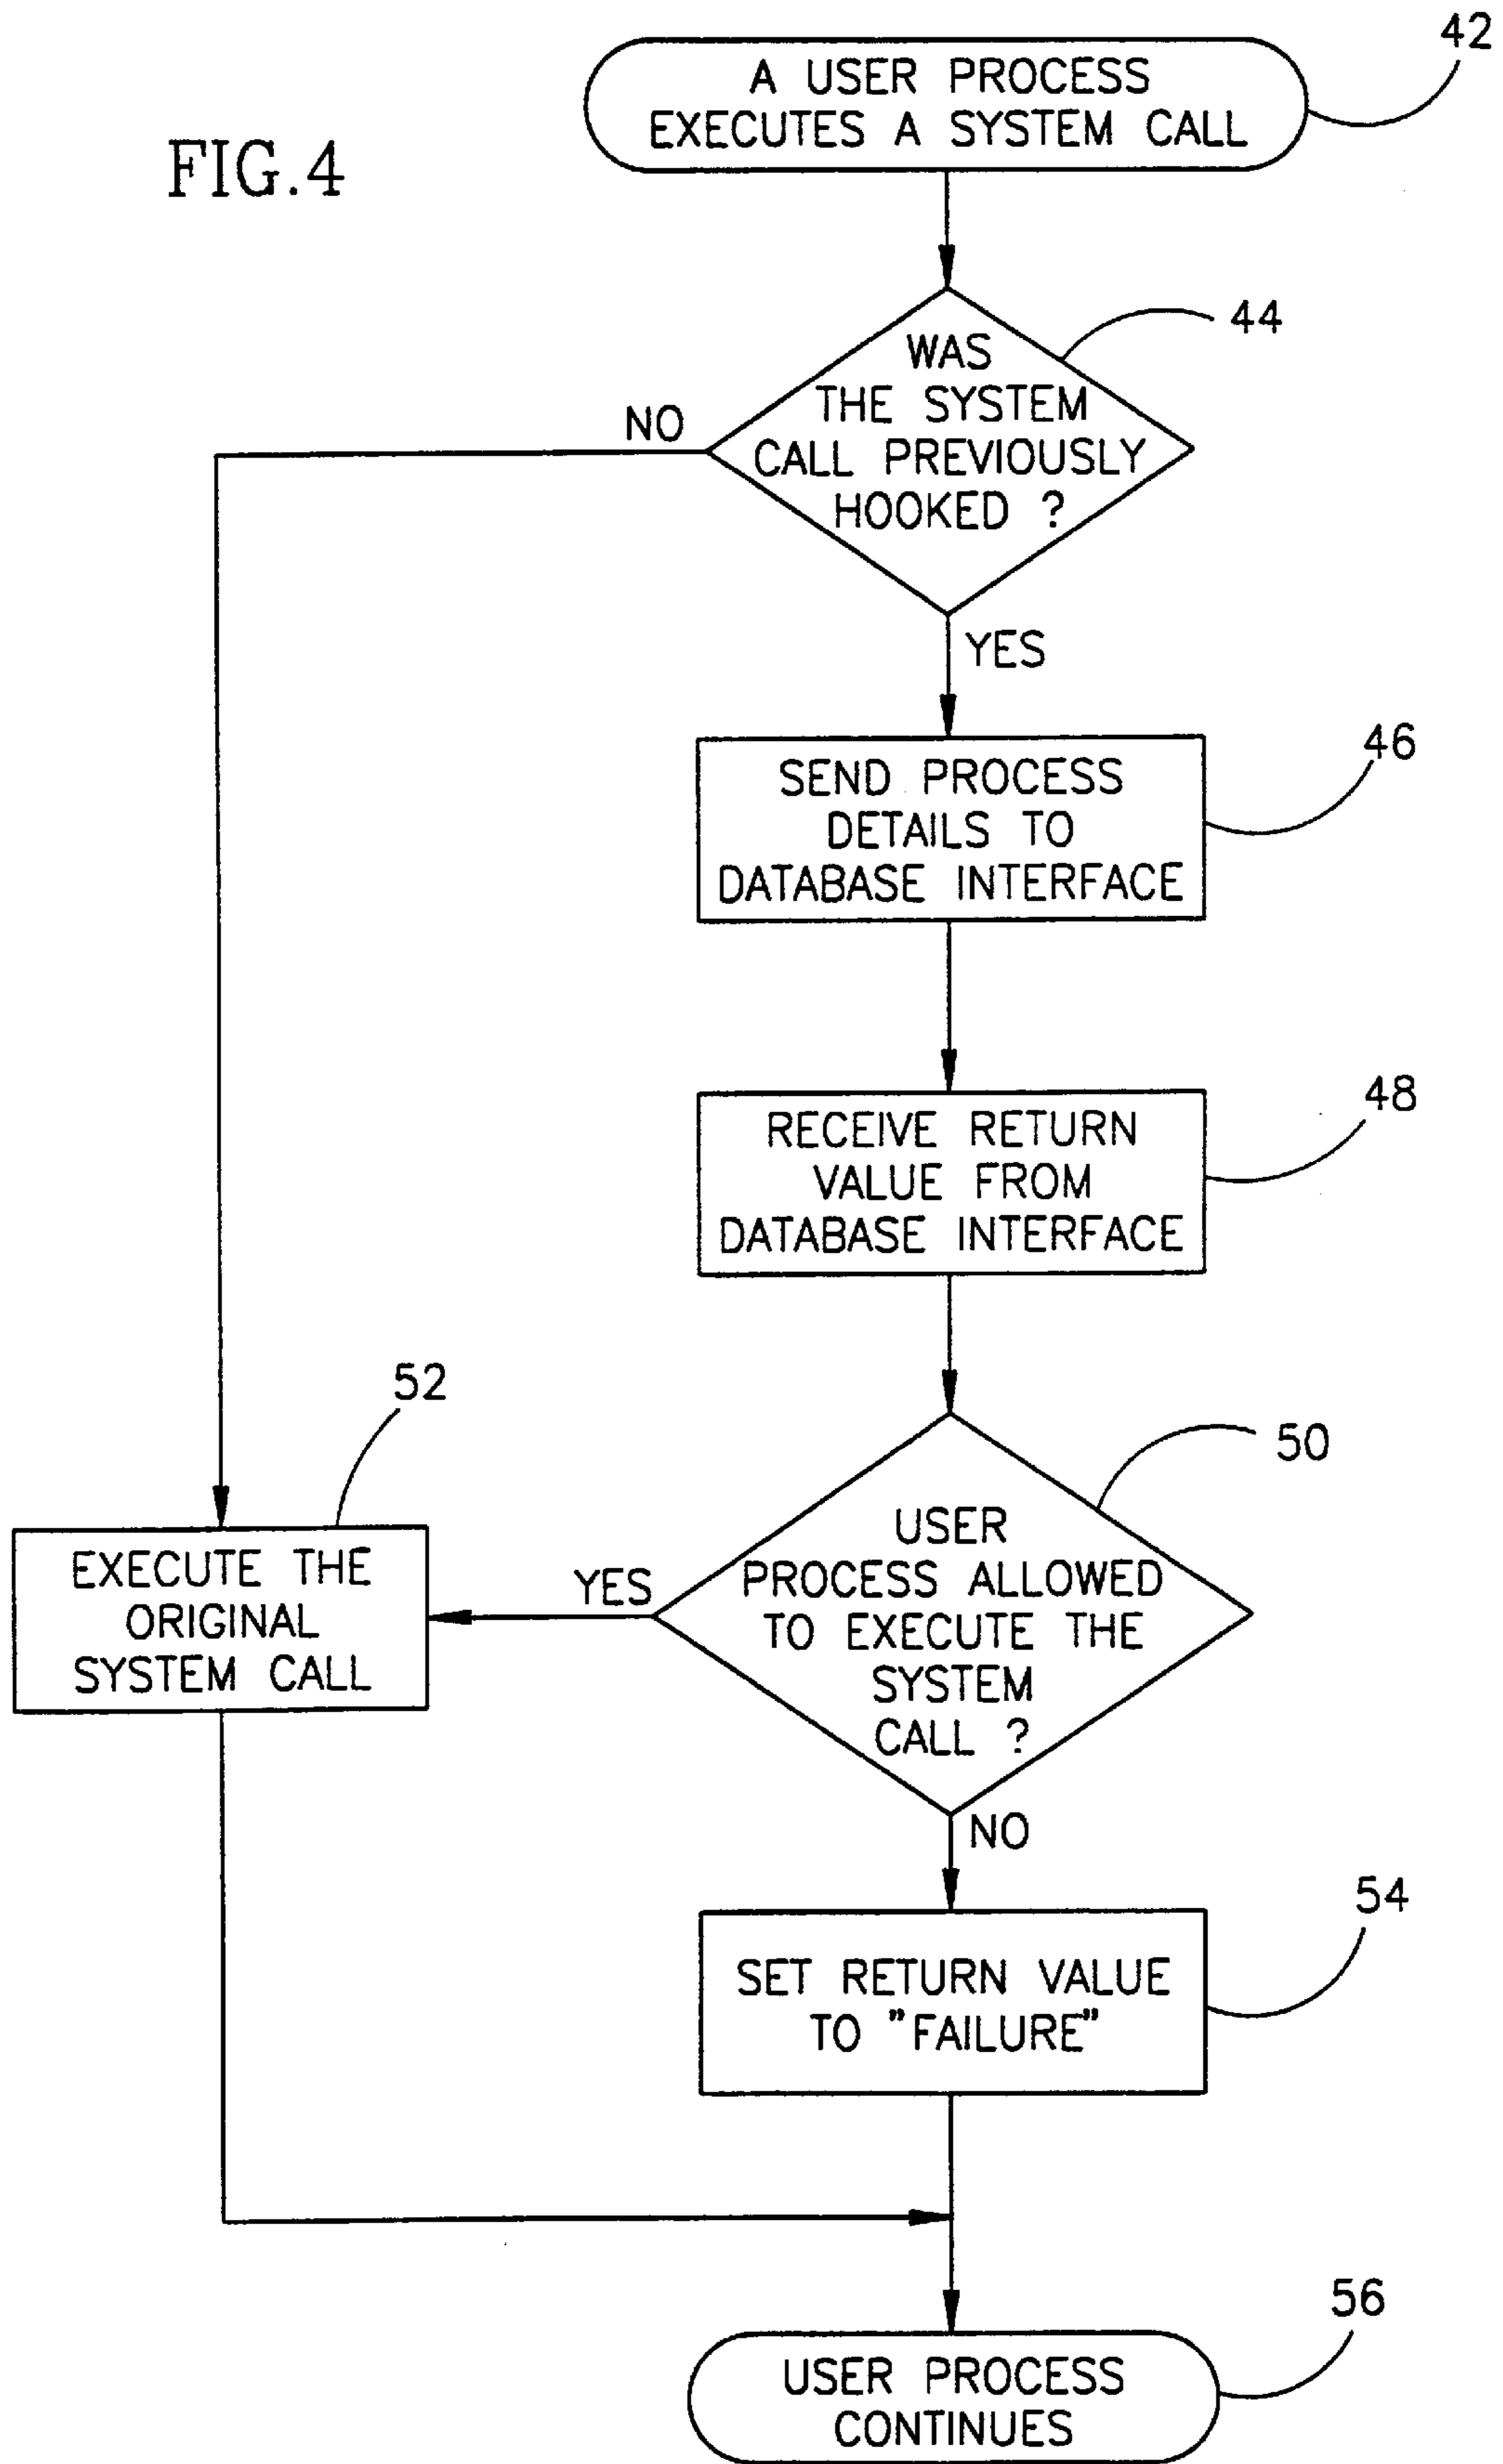 FIG.4
42
A USER PROCESS
EXECUTES A SYSTEM CALL
44
WAS
THE SYSTEM
CALL PREVIOUSLY
HOOKED ?
NO
YES
46
SEND PROCESS
DETAILS TO
DATABASE INTERFACE
48
RECEIVE RETURN
VALUE FROM
DATABASE INTERFACE
52
EXECUTE THE
ORIGINAL
SYSTEM CALL
50
YES
USER
PROCESS ALLOWED
TO EXECUTE THE
SYSTEM
CALL ?
NO
54
SET RETURN VALUE
TO "FAILURE"
56
USER PROCESS
CONTINUES